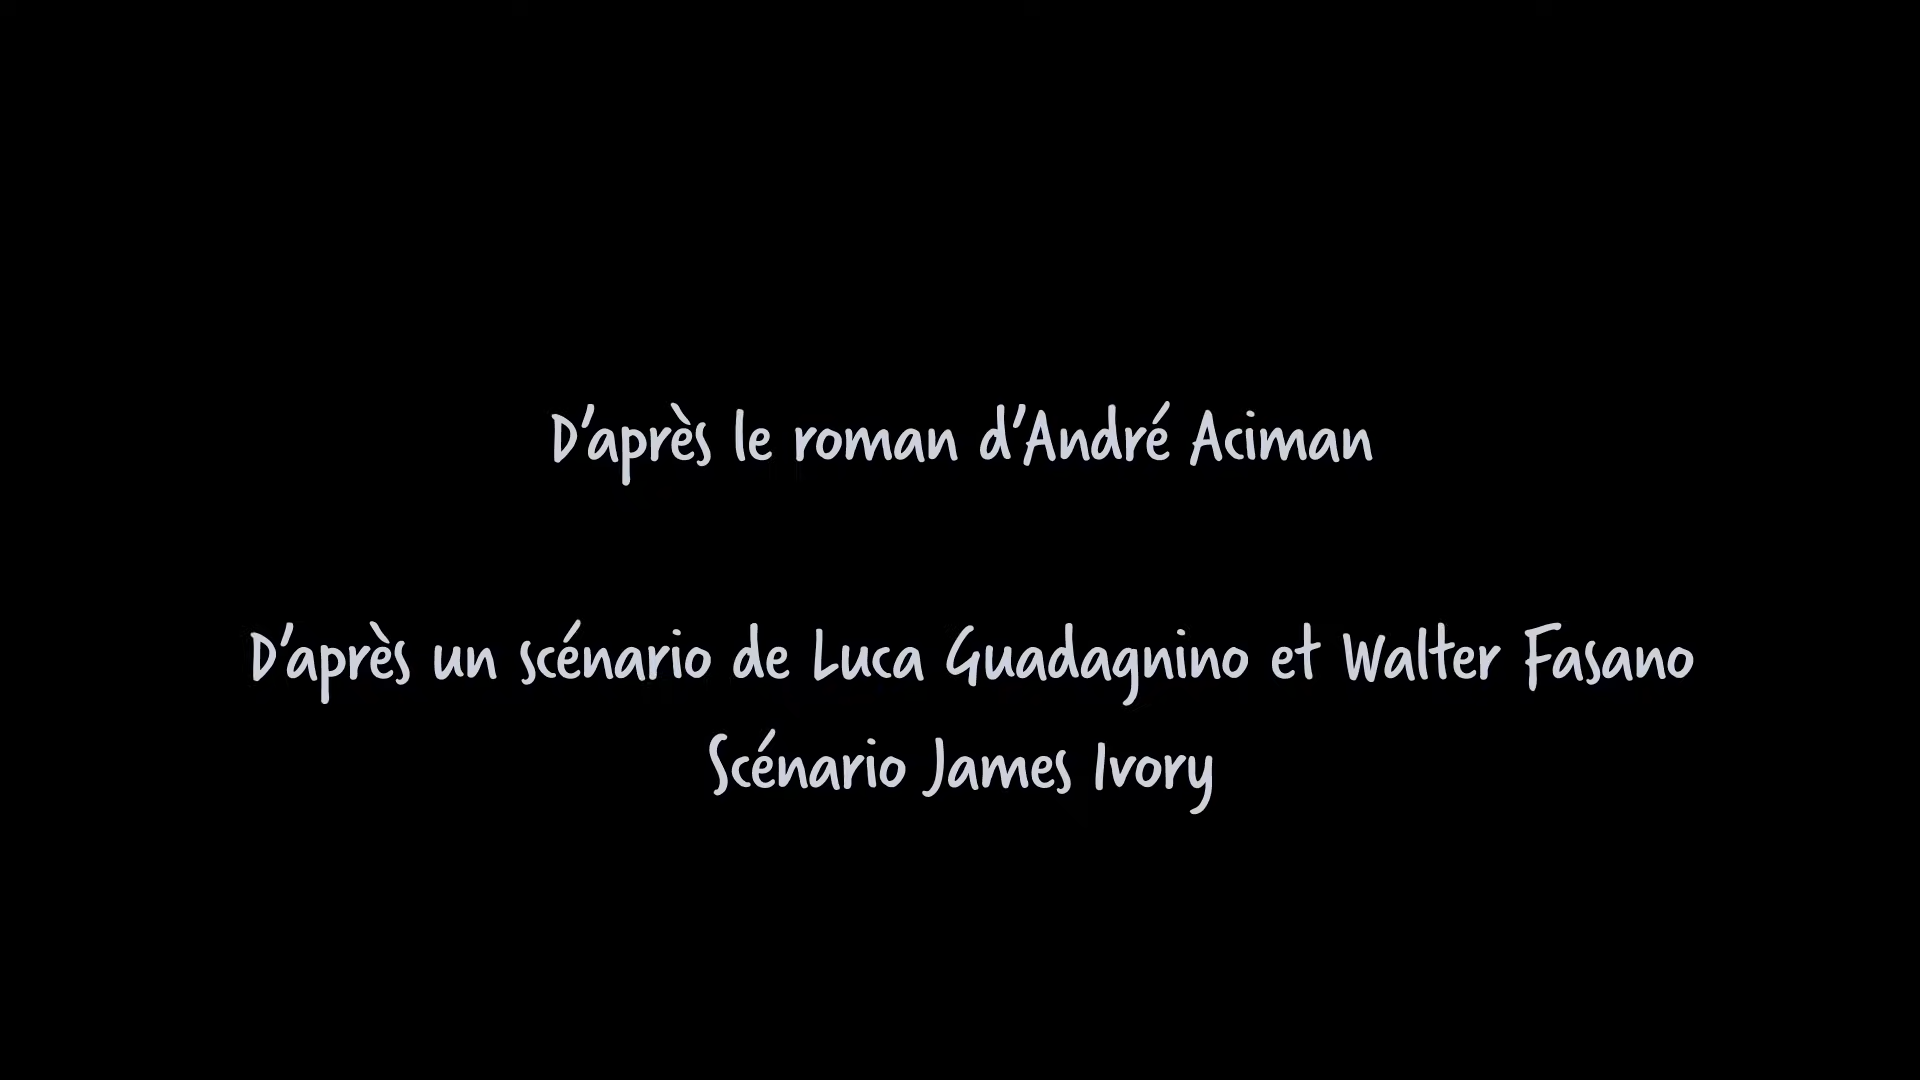 D'après le roman d'André Aciman
D'après un scénario de Luca Guadagnino et Walter Fasano
Scénario James Ivory